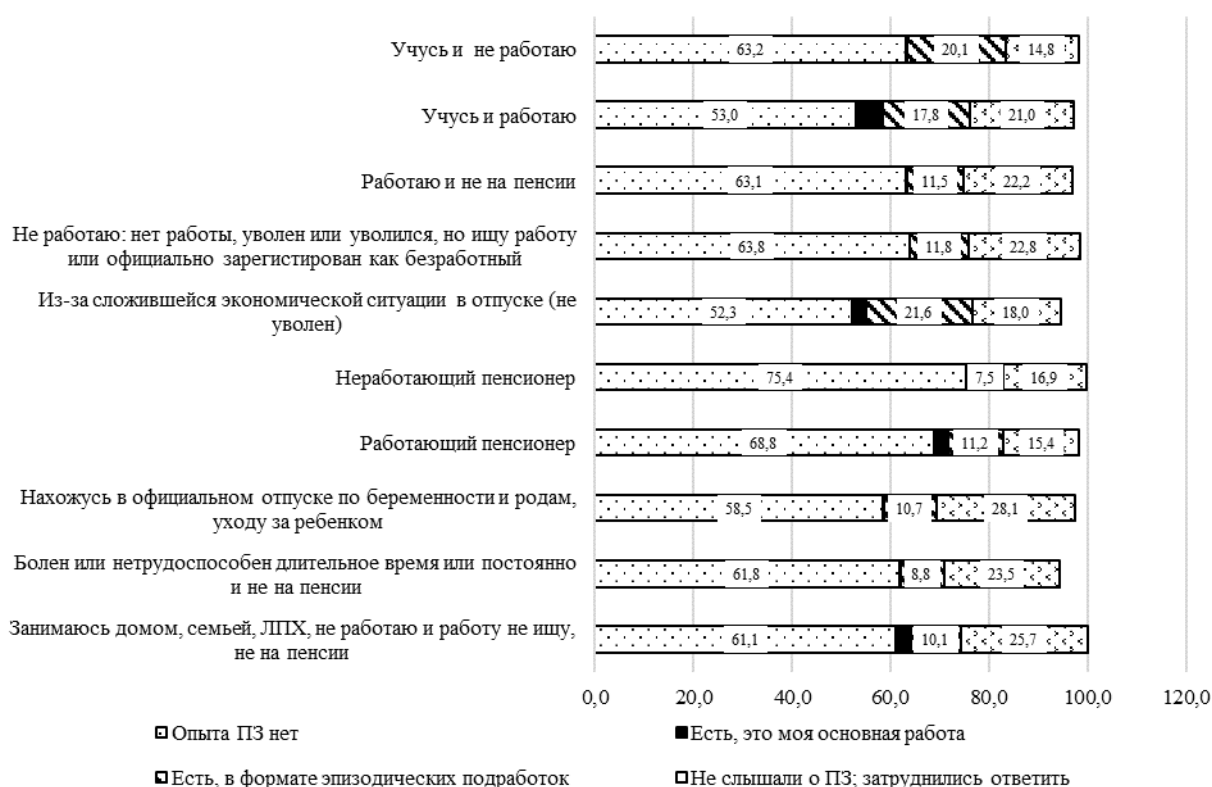 Учусь и не работаю
63,2 20,1 14,8
Учусь и работаю
53,0 17,8 21,0
Работаю и не на пенсии
63,1 11,5 22,2
Не работаю: нет работы, уволен или уволился, но ищу работу
или официально зарегистирован как безработный
63,8 11,8 22,8
Из-за сложившейся экономической ситуации в отпуске (не
уволен)
52,3 21,6 18,0
Неработающий пенсионер
75,4 7,5 16,9
Работающий пенсионер
68,8 11,2 15,4
Нахожусь в официальном отпуске по беременности и родам,
уходу за ребенком
58,5 10,7 28,1
Болен или нетрудоспособен длительное время или постоянно
и не на пенсии
61,8 8,8 23,5
Занимаюсь домом, семьей, ЛПХ, не работаю и работу не ищу,
не на пенсии
61,1 10,1 25,7
0,0 20,0 40,0 60,0 80,0 100,0 120,0
Опыта ПЗ нет
Есть, это моя основная работа
Есть, в формате эпизодических подработок
Не слышали о ПЗ; затруднились ответить